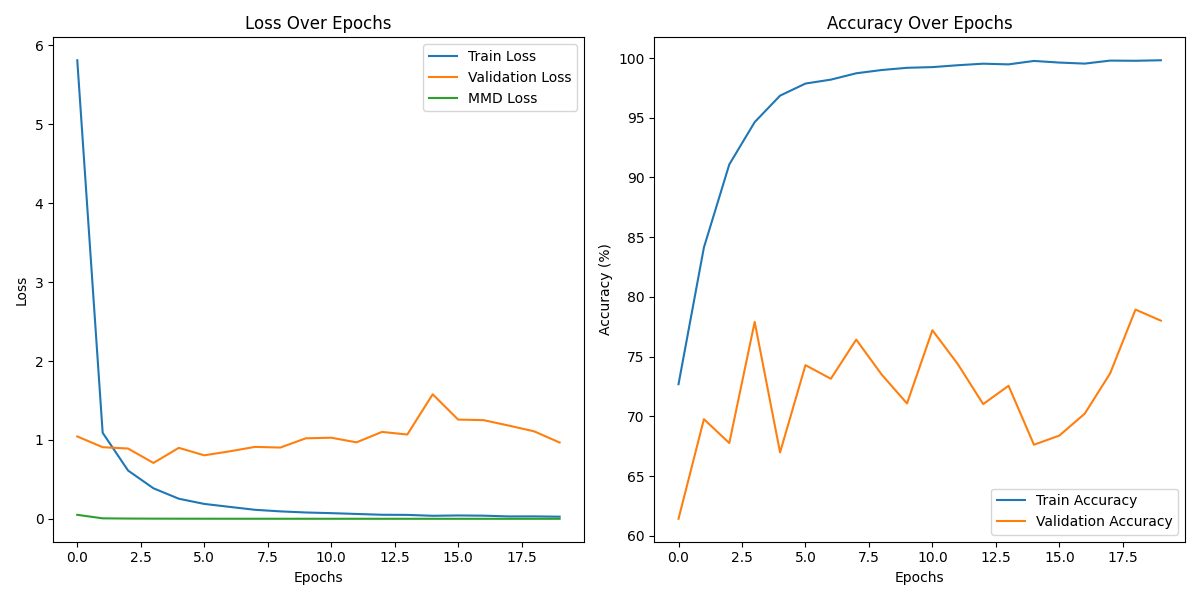 Loss Over Epochs
Train Loss
Validation Loss
MMD Loss
6
5
4
3
2
1
0
Loss
0.0 2.5 5.0 7.5 10.0 12.5 15.0 17.5
Epochs
Accuracy Over Epochs
100
95
90
85
80
75
70
65
60
Accuracy (%)
Train Accuracy
Validation Accuracy
0.0 2.5 5.0 7.5 10.0 12.5 15.0 17.5
Epochs